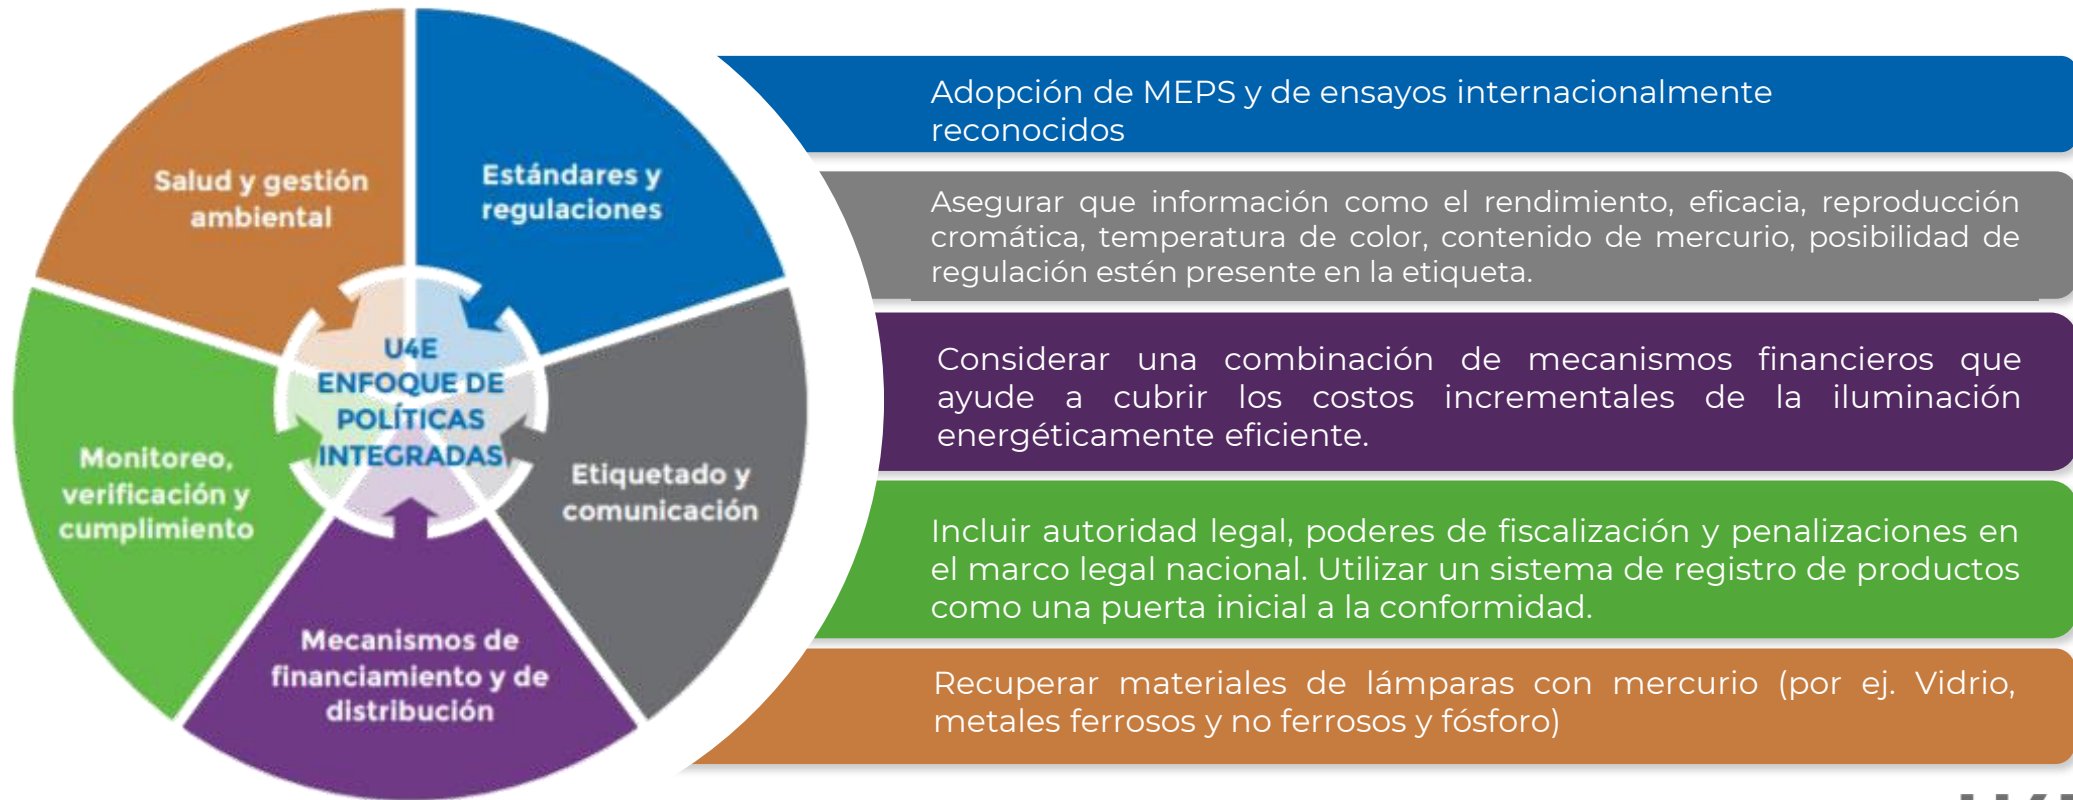 Salud y gestión
ambiental
Estándares y
regulaciones
U4E
ENFOQUE DE
POLÍTICAS
INTEGRADAS
Monitoreo,
verificación y
cumplimiento
Etiquetado y
comunicación
Mecanismos de
financiamiento y de
distribución
Adopción de MEPS y de ensayos internacionalmente
reconocidos
Asegurar que información como el rendimiento, eficacia, reproducción
cromática, temperatura de color, contenido de mercurio, posibilidad de
regulación estén presente en la etiqueta.
Considerar una combinación de mecanismos financieros que
ayude a cubrir los costos incrementales de la iluminación
energéticamente eficiente.
Incluir autoridad legal, poderes de fiscalización y penalizaciones en
el marco legal nacional. Utilizar un sistema de registro de productos
como una puerta inicial a la conformidad.
Recuperar materiales de lámparas con mercurio (por ej. Vidrio,
metales ferrosos y no ferrosos y fósforo)